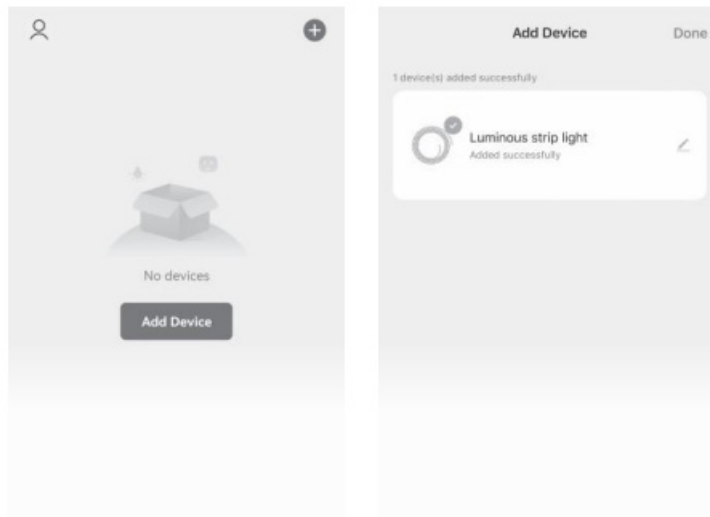 No devices
Add Device
Add Device
Done
1 device(s) added successfully
Luminous strip light
Added successfully